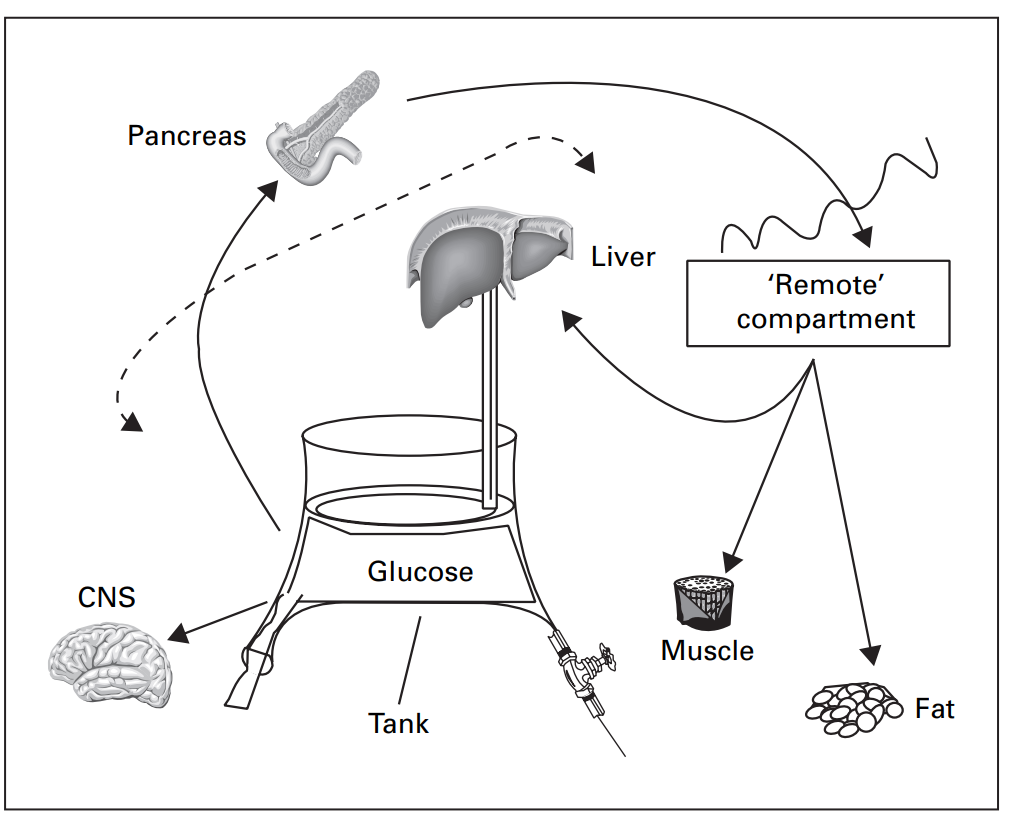 Pancreas
Liver
‘Remote’
compartment
Glucose
CNS
Muscle
Tank
Fat